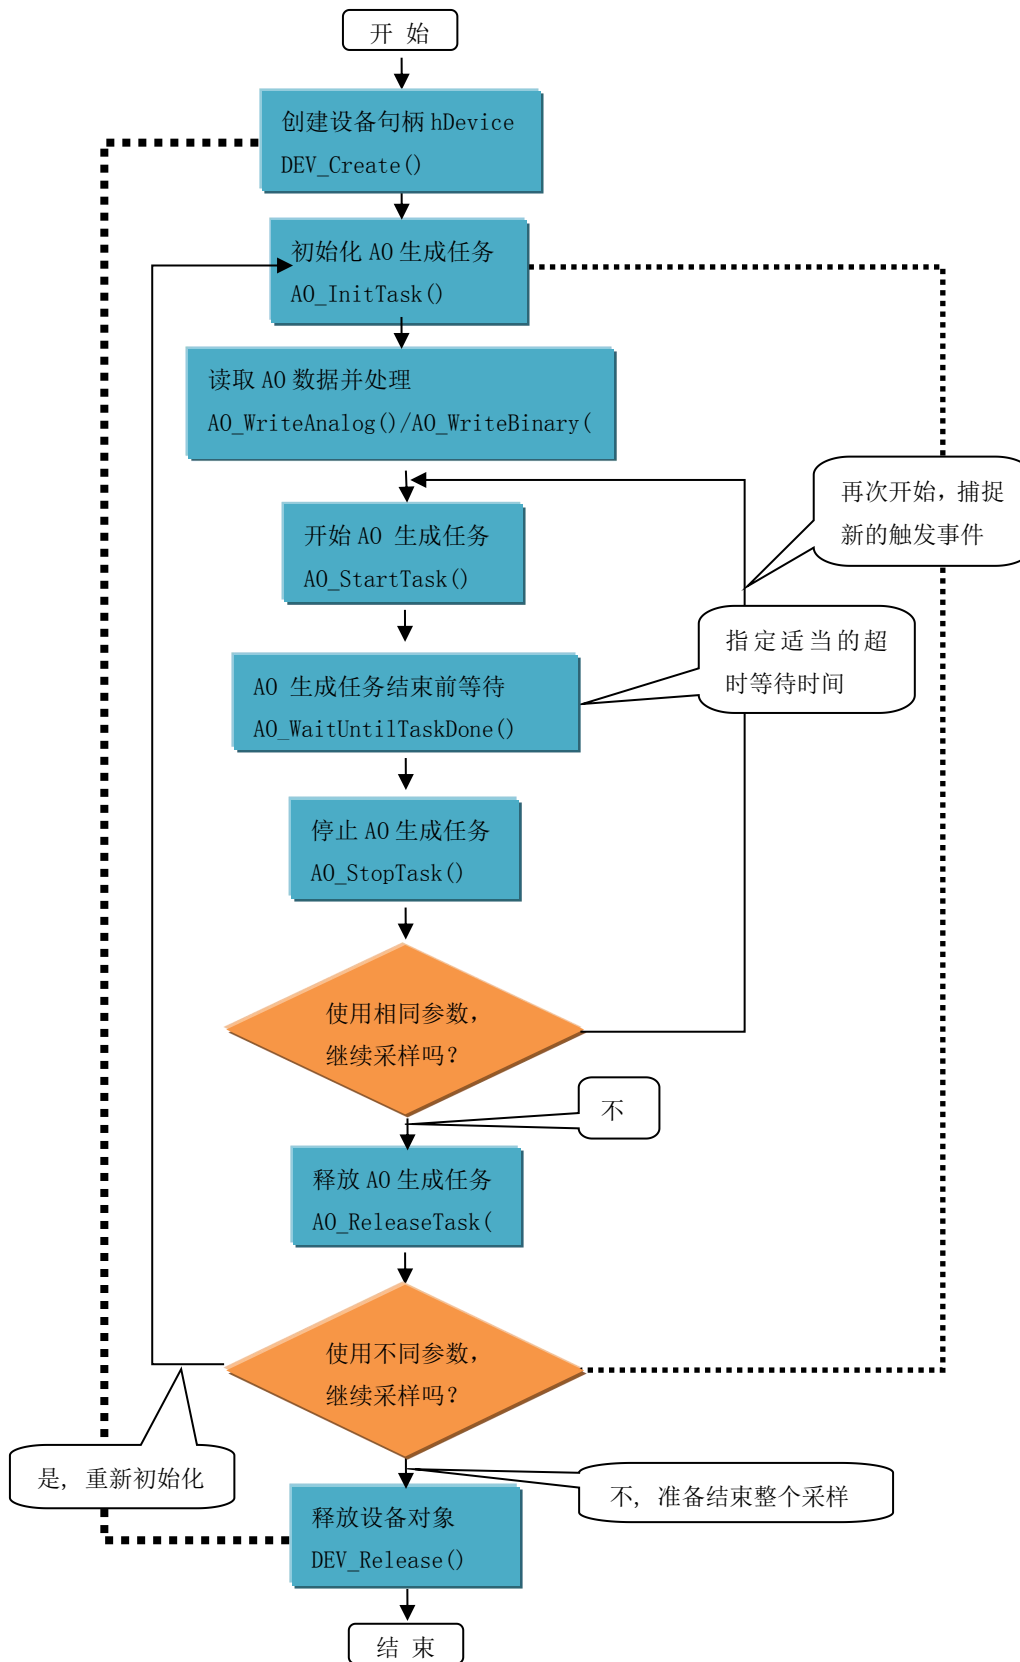 开 始
创建设备句柄 hDevice
DEV_Create()
初始化 AO 生成任务
AO_InitTask()
读取 AO 数据并处理
AO_WriteAnalog()/AO_WriteBinary(
再次开始，捕捉
新的触发事件
开始 AO 生成任务
AO_StartTask()
指定适当的超
时等待时间
AO 生成任务结束前等待
AO_WaitUntilTaskDone()
停止 AO 生成任务
AO_StopTask()
使用相同参数，
继续采样吗？
不
释放 AO 生成任务
AO_ReleaseTask(
使用不同参数，
继续采样吗？
是，重新初始化
不，准备结束整个采样
释放设备对象
DEV_Release()
结 束